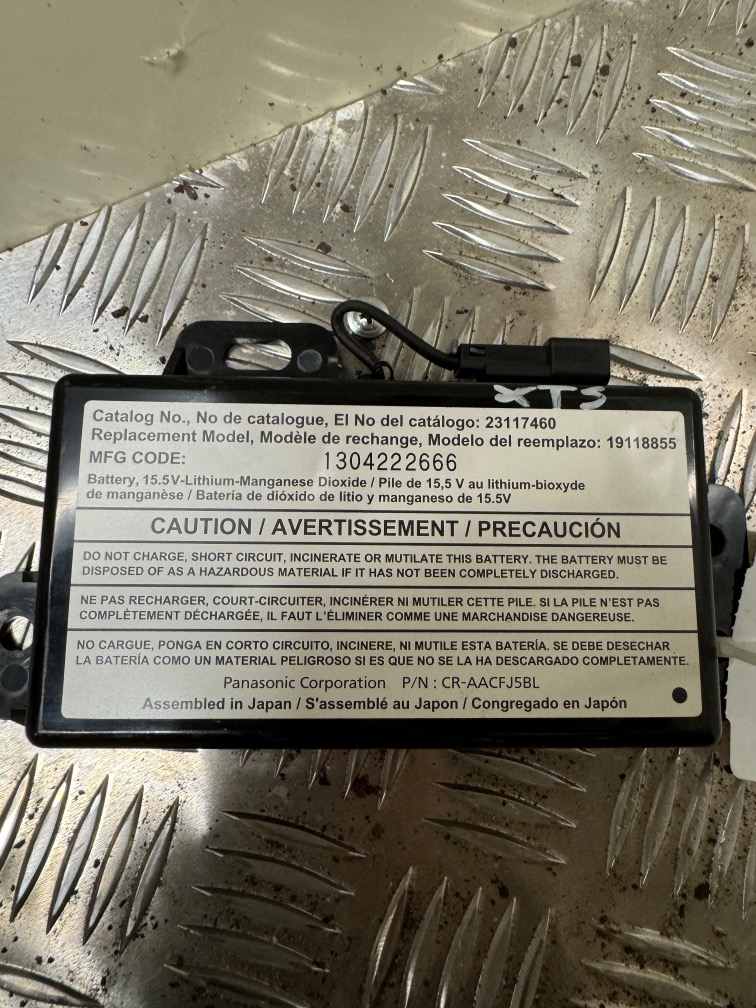 XTS
Catalog No., No de catalogue, El No del catálogo: 23117460
Replacement Model, Modèle de rechange, Modelo del reemplazo: 19118855
MFG CODE: 1304222666
Battery, 15.5V-Lithium-Manganese Dioxide / Pile de 15,5 V au lithium-bioxyde
de manganèse / Batería de dióxido de litio y manganeso de 15.5V
CAUTION / AVERTISSEMENT / PRECAUCIÓN
DO NOT CHARGE, SHORT CIRCUIT, INCINERATE OR MUTILATE THIS BATTERY. THE BATTERY MUST BE
DISPOSED OF AS A HAZARDOUS MATERIAL IF IT HAS NOT BEEN COMPLETELY DISCHARGED.
NE PAS RECHARGER, COURT-CIRCUITER, INCINÉRER NI MUTILER CETTE PILE. SI LA PILE N'EST PAS
COMPLÈTEMENT DÉCHARGÉE, IL FAUT L'ÉLIMINER COMME UNE MARCHANDISE DANGEREUSE.
NO CARGUE, PONGA EN CORTO CIRCUITO, INCINERE, NI MUTILE ESTA BATERÍA. SE DEBE DESECHAR
LA BATERÍA COMO UN MATERIAL PELIGROSO SI ES QUE NO SE LA HA DESCARGADO COMPLETAMENTE.
Panasonic Corporation P/N : CR-AACFJ5BL
Assembled in Japan / S'assemblé au Japon / Congregado en Japón